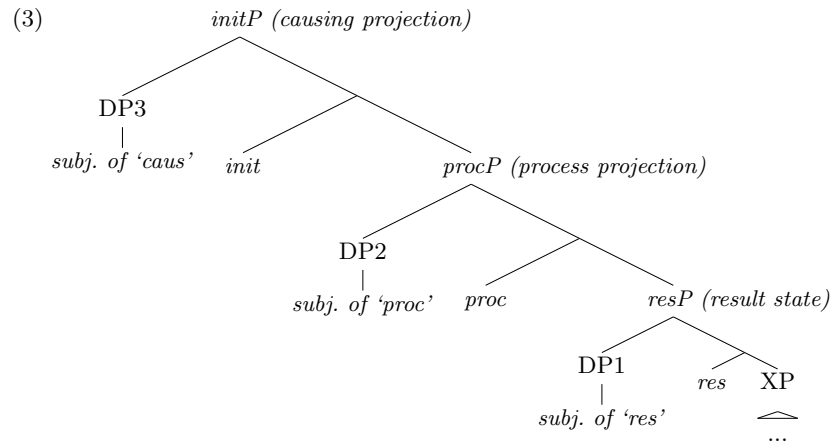 (3) initP (causing projection)
DP3
subj. of ‘caus’ init procP (process projection)
DP2
subj. of ‘proc’ proc resP (result state)
DP1
res XP
subj. of ‘res’
...